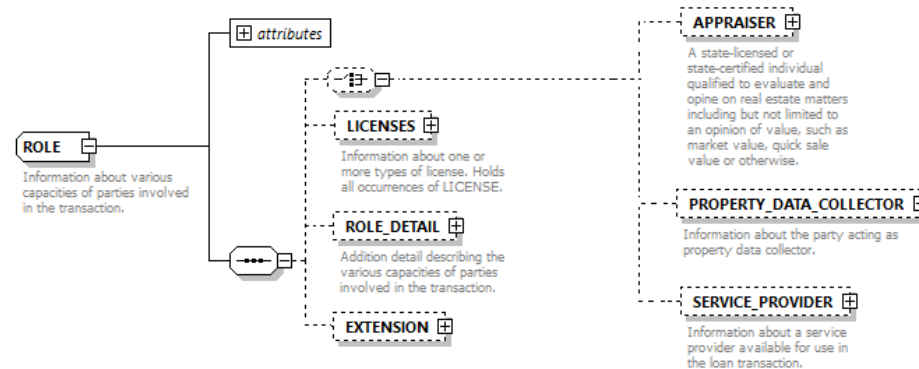 ROLE
Information about various
capacities of parties involved
in the transaction.
attributes
LICENSES
Information about one or
more types of license. Holds
all occurrences of LICENSE.
ROLE_DETAIL
Addition detail describing the
various capacities of parties
involved in the transaction.
EXTENSION
APPRAISER
A state-licensed or
state-certified individual
qualified to evaluate and
opine on real estate matters
including but not limited to
an opinion of value, such as
market value, quick sale
value or otherwise.
PROPERTY_DATA_COLLECTOR
Information about the party acting as
property data collector.
SERVICE_PROVIDER
Information about a service
provider available for use in
the loan transaction.